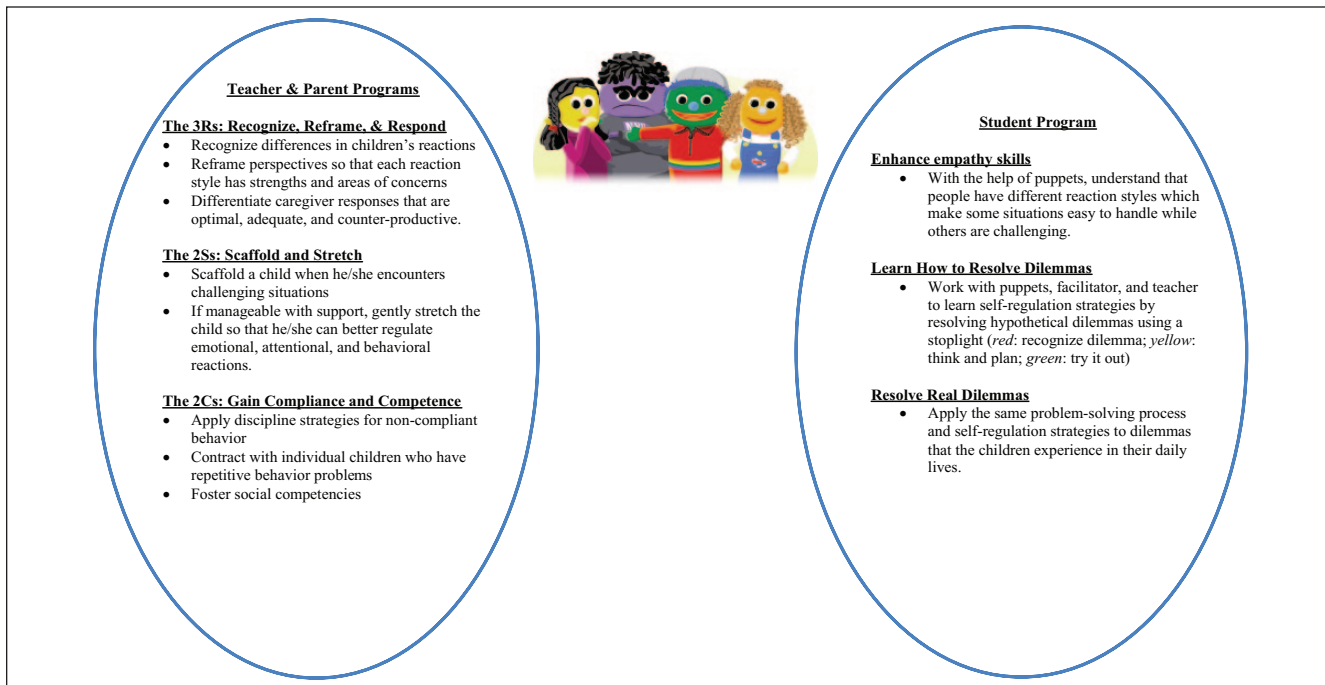 Teacher & Parent Programs
The 3Rs: Recognize, Reframe, & Respond
• Recognize differences in children's reactions
• Reframe perspectives so that each reaction
style has strengths and areas of concerns
• Differentiate caregiver responses that are
optimal, adequate, and counter-productive.
The 2Ss: Scaffold and Stretch
• Scaffold a child when he/she encounters
challenging situations
• If manageable with support, gently stretch the
child so that he/she can better regulate
emotional, attentional, and behavioral
reactions.
The 2Cs: Gain Compliance and Competence
• Apply discipline strategies for non-compliant
behavior
• Contract with individual children who have
repetitive behavior problems
• Foster social competencies
Student Program
Enhance empathy skills
• With the help of puppets, understand that
people have different reaction styles which
make some situations easy to handle while
others are challenging.
Learn How to Resolve Dilemmas
• Work with puppets, facilitator, and teacher
to learn self-regulation strategies by
resolving hypothetical dilemmas using a
stoplight (red: recognize dilemma; yellow:
think and plan; green: try it out)
Resolve Real Dilemmas
• Apply the same problem-solving process
and self-regulation strategies to dilemmas
that the children experience in their daily
lives.